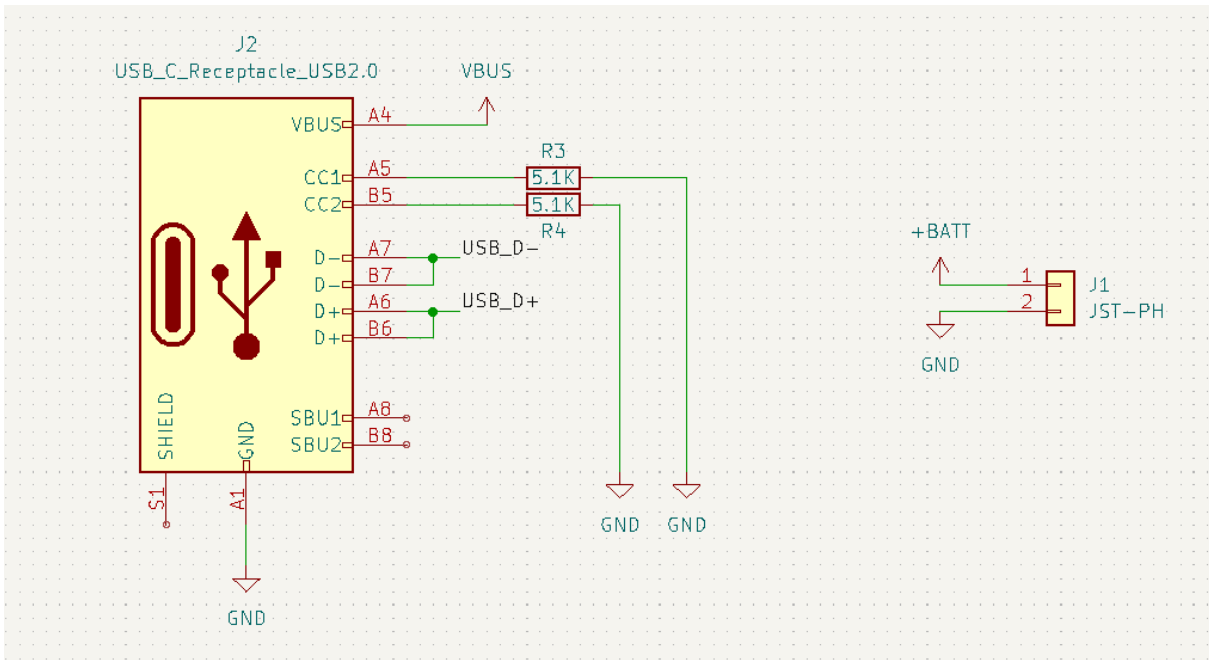 J2
USB_C_Receptacle_USB2.0
VBUS
VBUS A4
R3
CC1 A5 5.1K
CC2 B5 5.1K
R4
D- A7 USB_D-
D- B7
D+ A6 USB_D+
D+ B6
SBU1 A8
SBU2 B8
SHIELD
GND
S1
A1
GND
GND
GND
+BATT
1 J1
2 JST-PH
GND